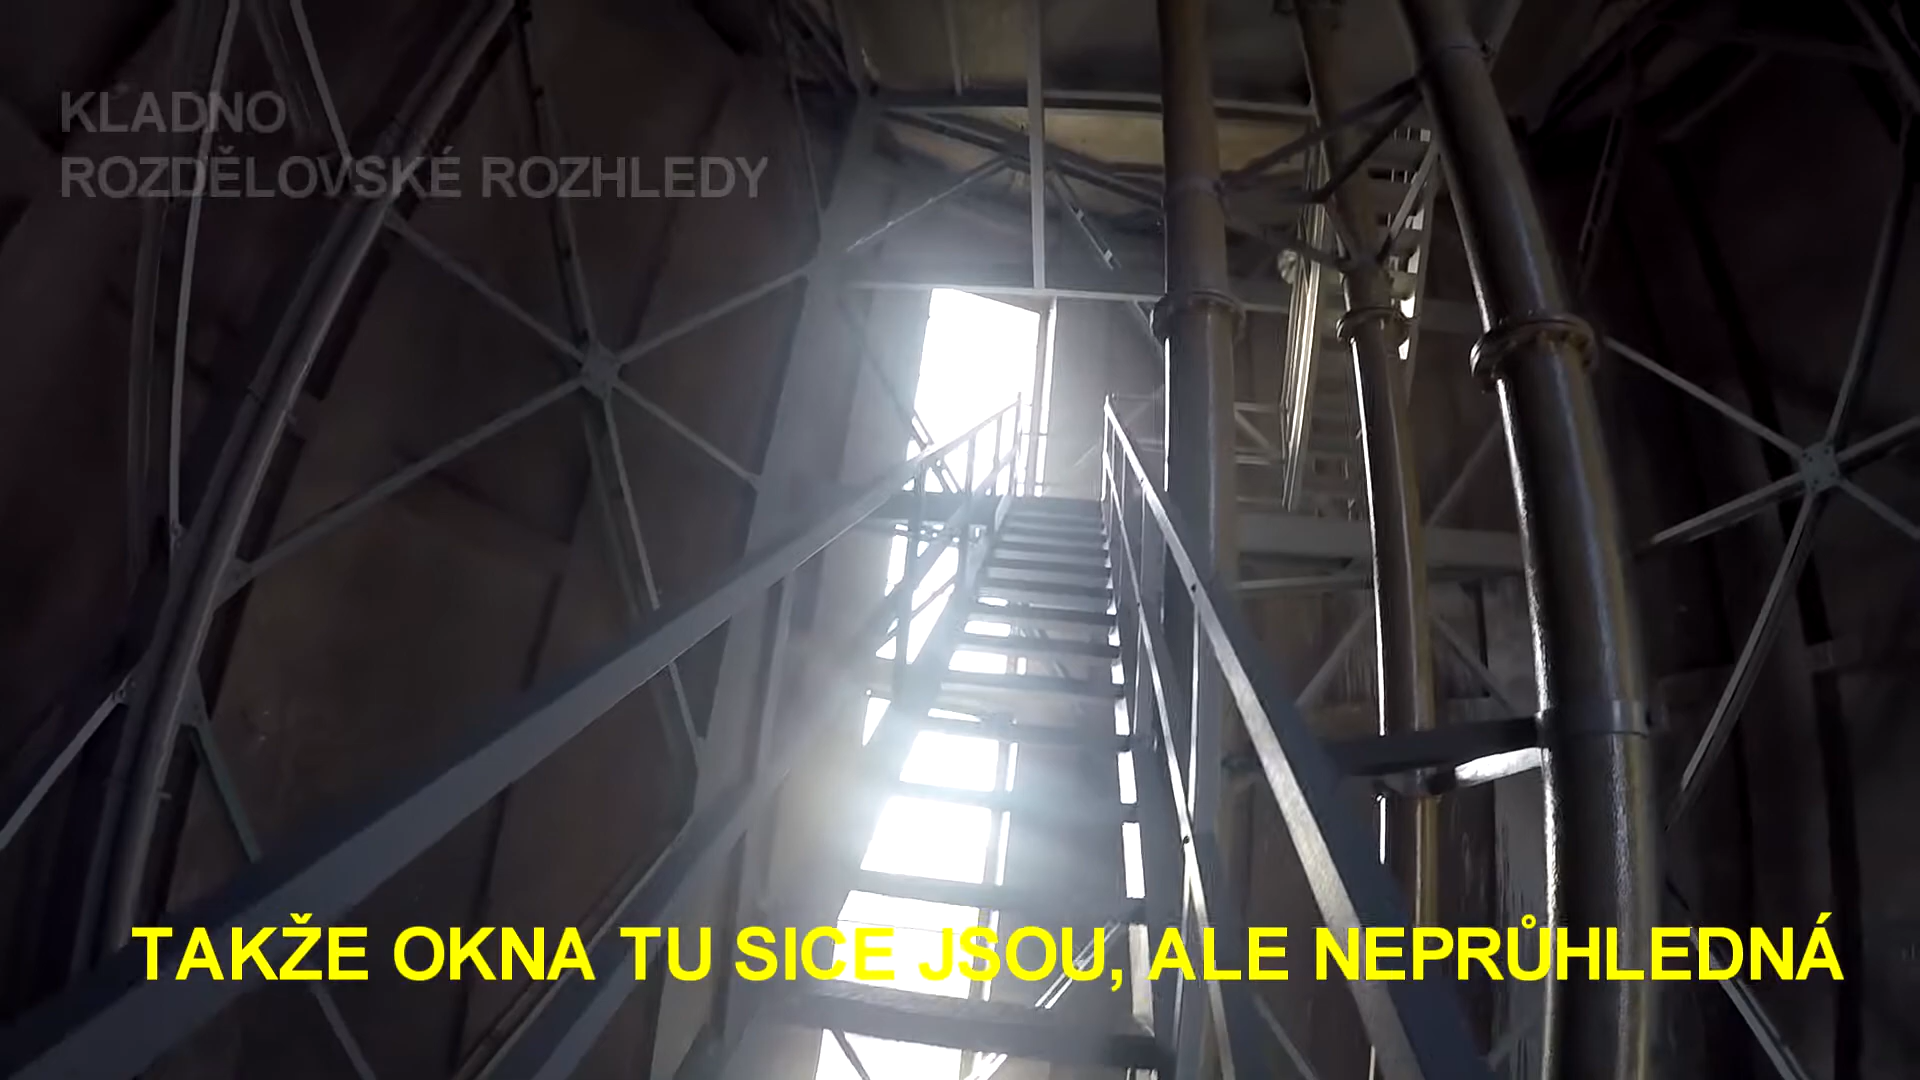 KLADNO
ROZDĚLOVSKÉ ROZHLEDY
TAKŽE OKNA TU SICE JSOU, ALE NEPRŮHLEDNÁ